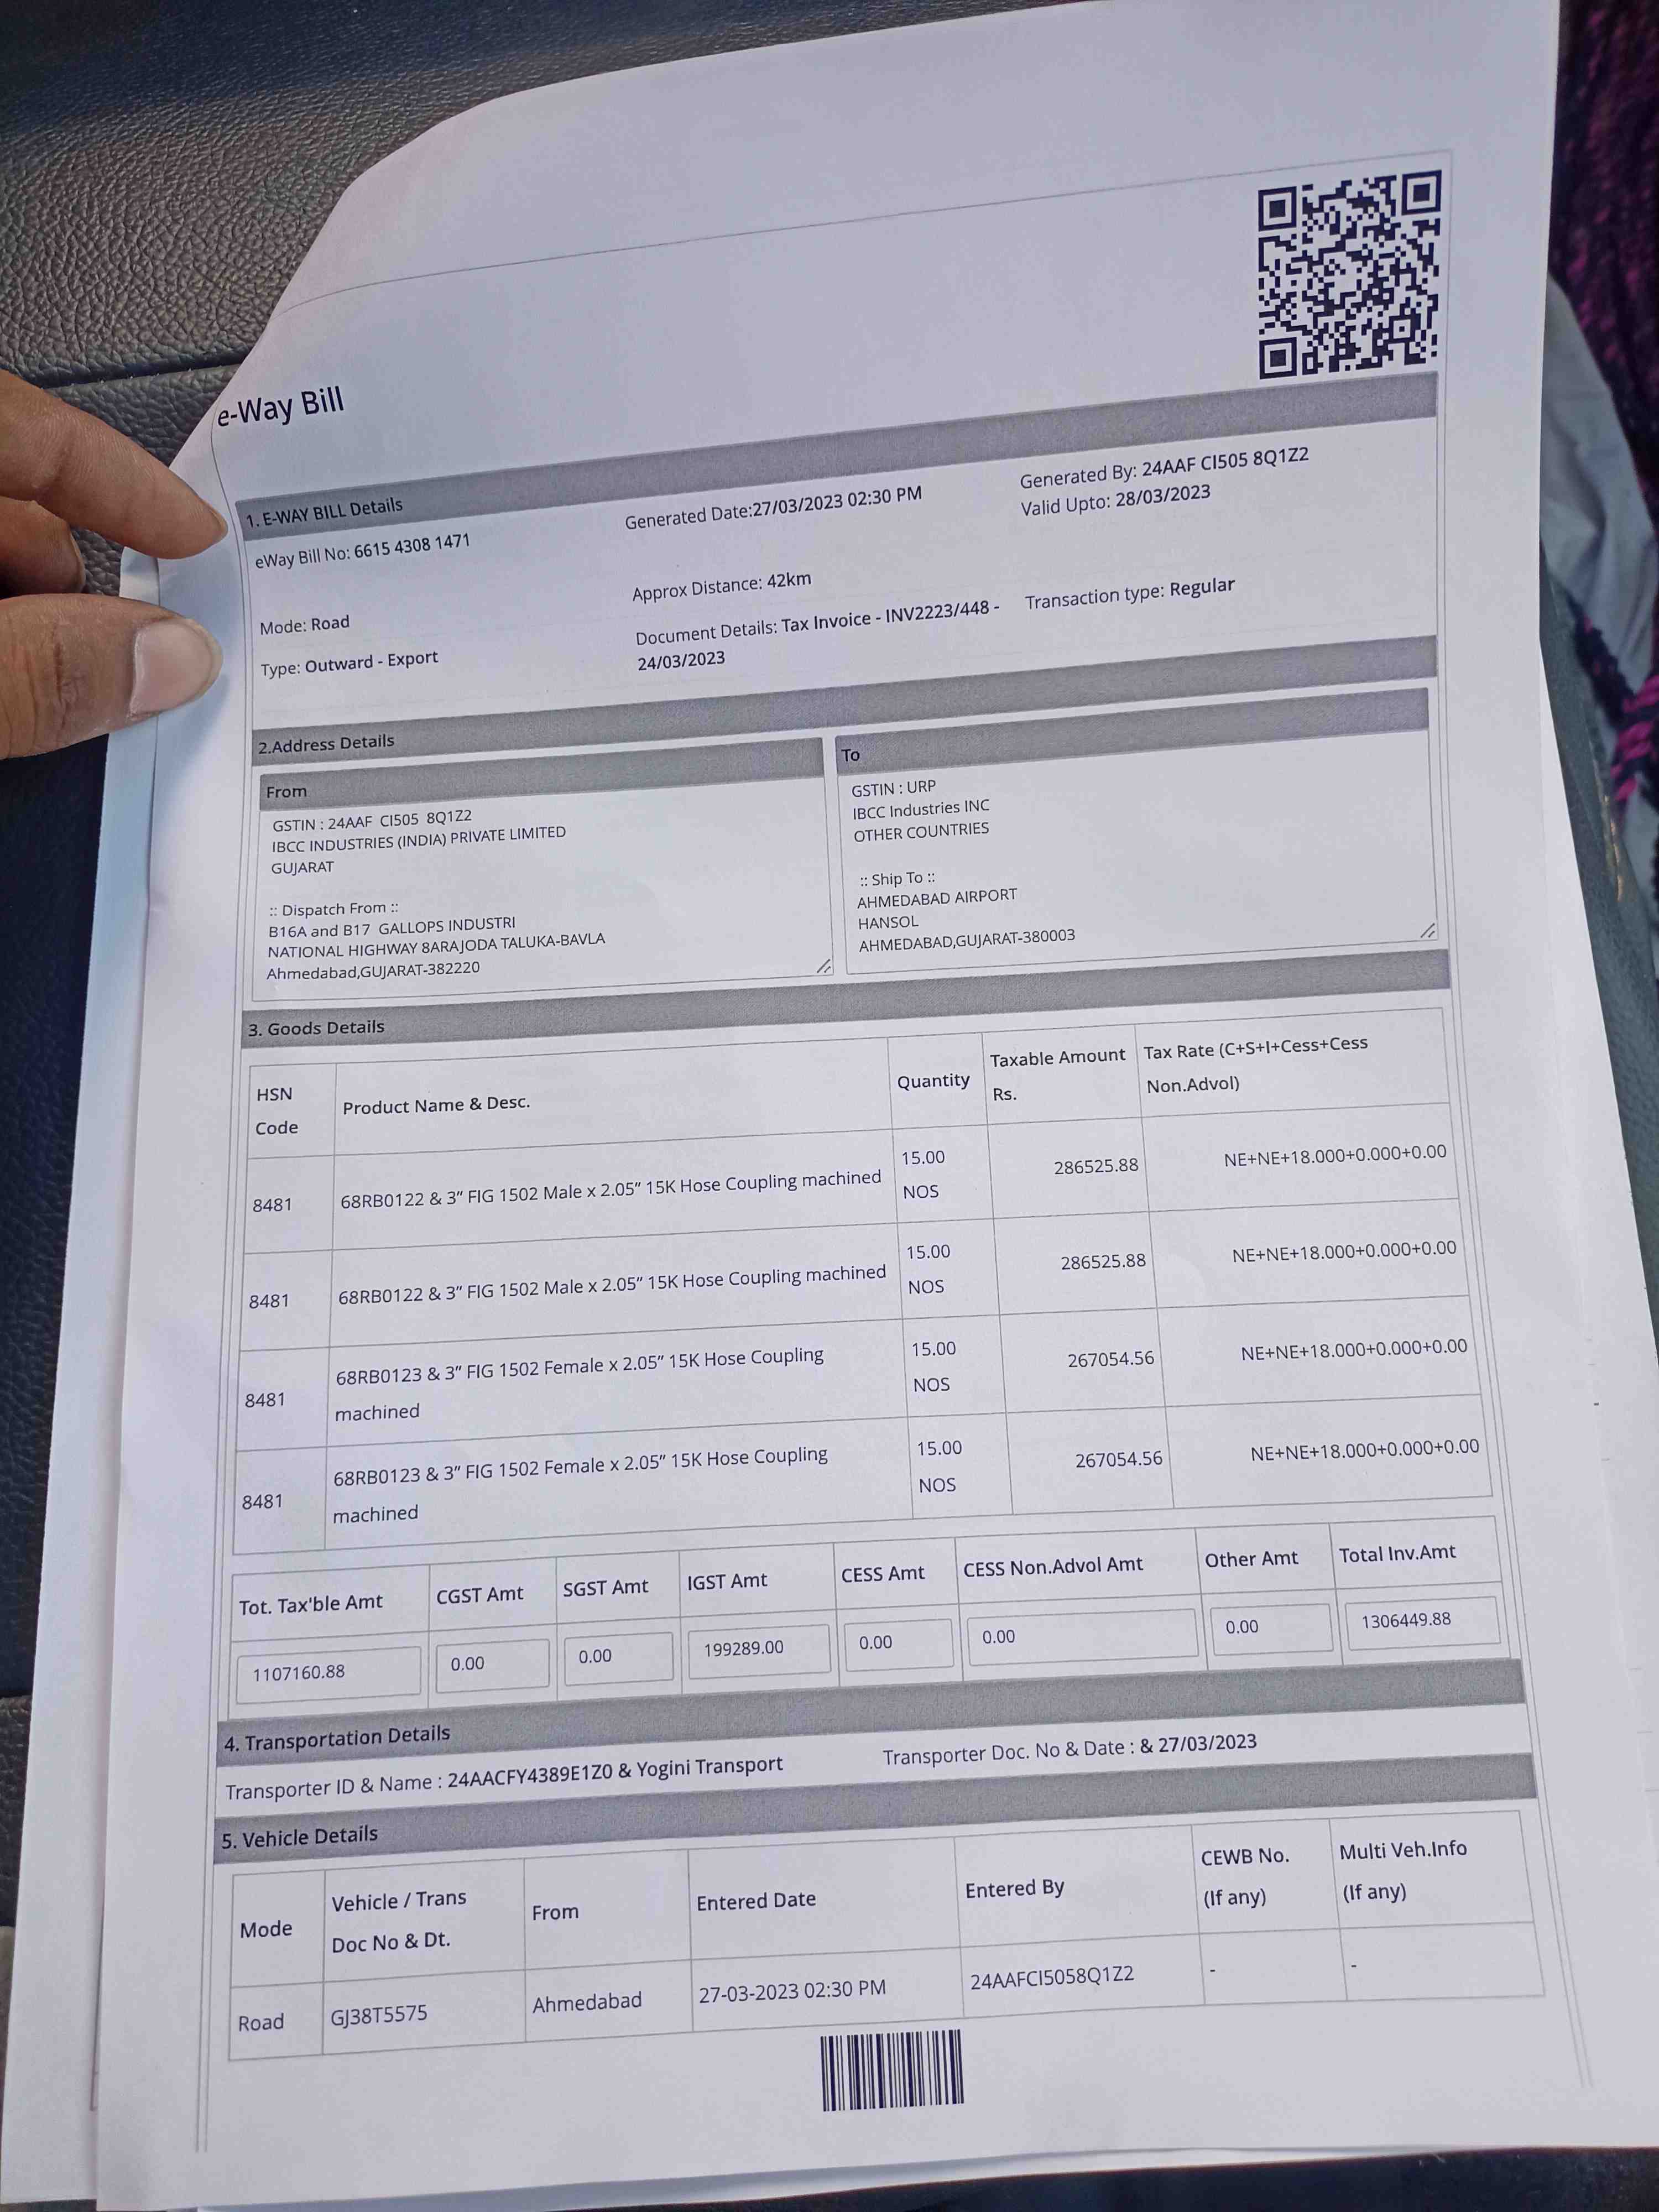 e-Way Bill
1. E-WAY BILL Details
eWay Bill No: 6615 4308 1471
Generated Date:27/03/2023 02:30 PM
Generated By: 24AAF CI505 8Q1Z2
Valid Upto: 28/03/2023
Mode: Road
Approx Distance: 42km
Type: Outward - Export
Document Details: Tax Invoice - INV2223/448 -
24/03/2023
Transaction type: Regular
2.Address Details
From
GSTIN : 24AAF CI505 8Q1Z2
IBCC INDUSTRIES (INDIA) PRIVATE LIMITED
GUJARAT
:: Dispatch From ::
B16A and B17 GALLOPS INDUSTRI
NATIONAL HIGHWAY 8ARAJODA TALUKA-BAVLA
Ahmedabad,GUJARAT-382220
To
GSTIN : URP
IBCC Industries INC
OTHER COUNTRIES
:: Ship To ::
AHMEDABAD AIRPORT
HANSOL
AHMEDABAD,GUJARAT-380003
3. Goods Details
HSN
Code
Product Name & Desc.
Quantity
Taxable Amount
Rs.
Tax Rate (C+S+I+Cess+Cess
Non.Advol)
8481
68RB0122 & 3” FIG 1502 Male x 2.05” 15K Hose Coupling machined
15.00
NOS
286525.88
NE+NE+18.000+0.000+0.00
8481
68RB0122 & 3” FIG 1502 Male x 2.05” 15K Hose Coupling machined
15.00
NOS
286525.88
NE+NE+18.000+0.000+0.00
8481
68RB0123 & 3” FIG 1502 Female x 2.05” 15K Hose Coupling
machined
15.00
NOS
267054.56
NE+NE+18.000+0.000+0.00
8481
68RB0123 & 3” FIG 1502 Female x 2.05” 15K Hose Coupling
machined
15.00
NOS
267054.56
NE+NE+18.000+0.000+0.00
Tot. Tax'ble Amt
CGST Amt
SGST Amt
IGST Amt
CESS Amt
CESS Non.Advol Amt
Other Amt
Total Inv.Amt
1107160.88
0.00
0.00
199289.00
0.00
0.00
0.00
1306449.88
4. Transportation Details
Transporter ID & Name : 24AACFY4389E1Z0 & Yogini Transport
Transporter Doc. No & Date : & 27/03/2023
5. Vehicle Details
Mode
Vehicle / Trans
Doc No & Dt.
From
Entered Date
Entered By
CEWB No.
(If any)
Multi Veh.Info
(If any)
Road
GJ38T5575
Ahmedabad
27-03-2023 02:30 PM
24AAFCI5058Q1Z2
-
-